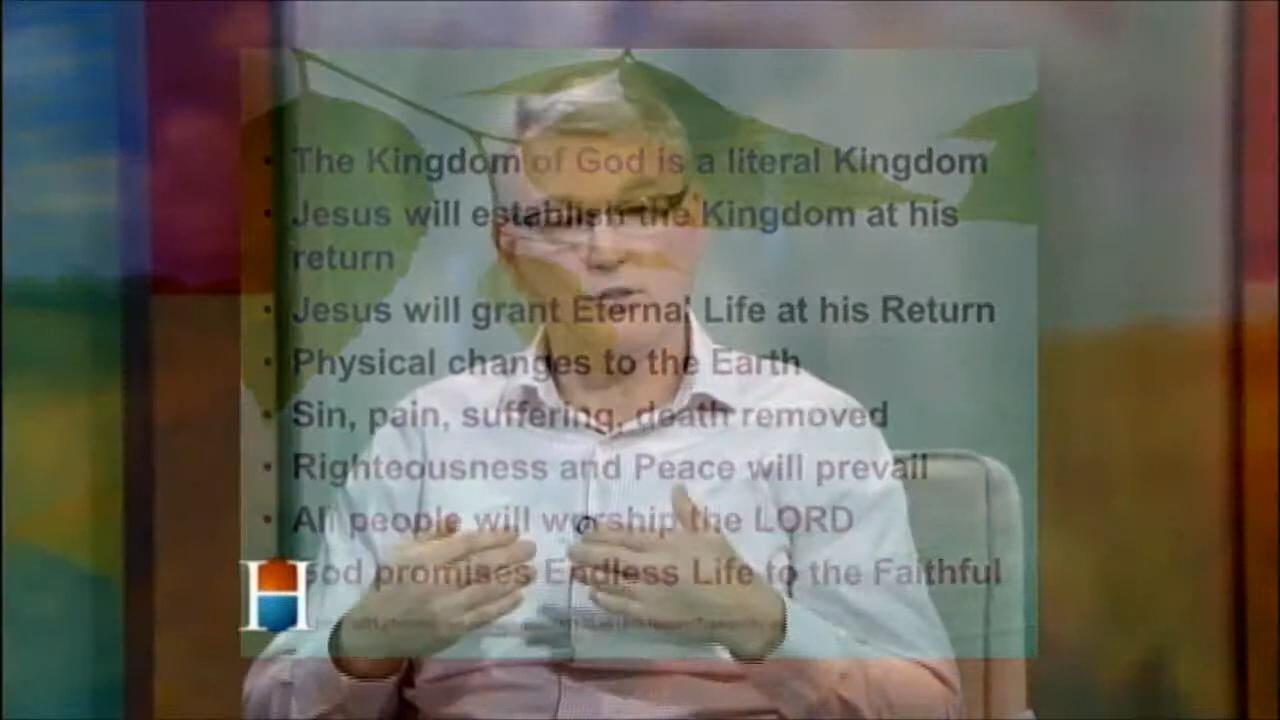 • The Kingdom of God is a literal Kingdom
• Jesus will establish the Kingdom at his
return
• Jesus will grant Eternal Life at his Return
• Physical changes to the Earth
• Sin, pain, suffering, death removed
• Righteousness and Peace will prevail
• All people will worship the LORD
God promises Endless Life to the Faithful
H